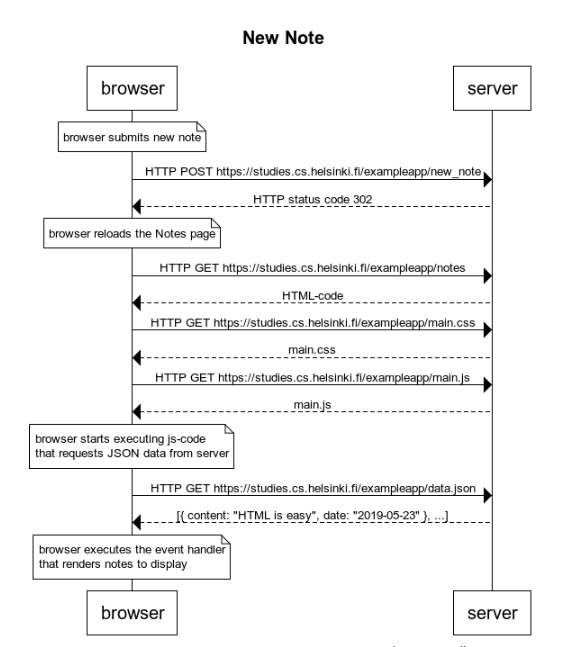 New Note
browser
server
browser submits new note
HTTP POST https://studies.cs.helsinki.fi/exampleapp/new_note
HTTP status code 302
browser reloads the Notes page
HTTP GET https://studies.cs.helsinki.fi/exampleapp/notes
HTML-code
HTTP GET https://studies.cs.helsinki.fi/exampleapp/main.css
main.css
HTTP GET https://studies.cs.helsinki.fi/exampleapp/main.js
main.js
browser starts executing js-code
that requests JSON data from server
HTTP GET https://studies.cs.helsinki.fi/exampleapp/data.json
[{ content: "HTML is easy", date: "2019-05-23" }, ...]
browser executes the event handler
that renders notes to display
browser
server